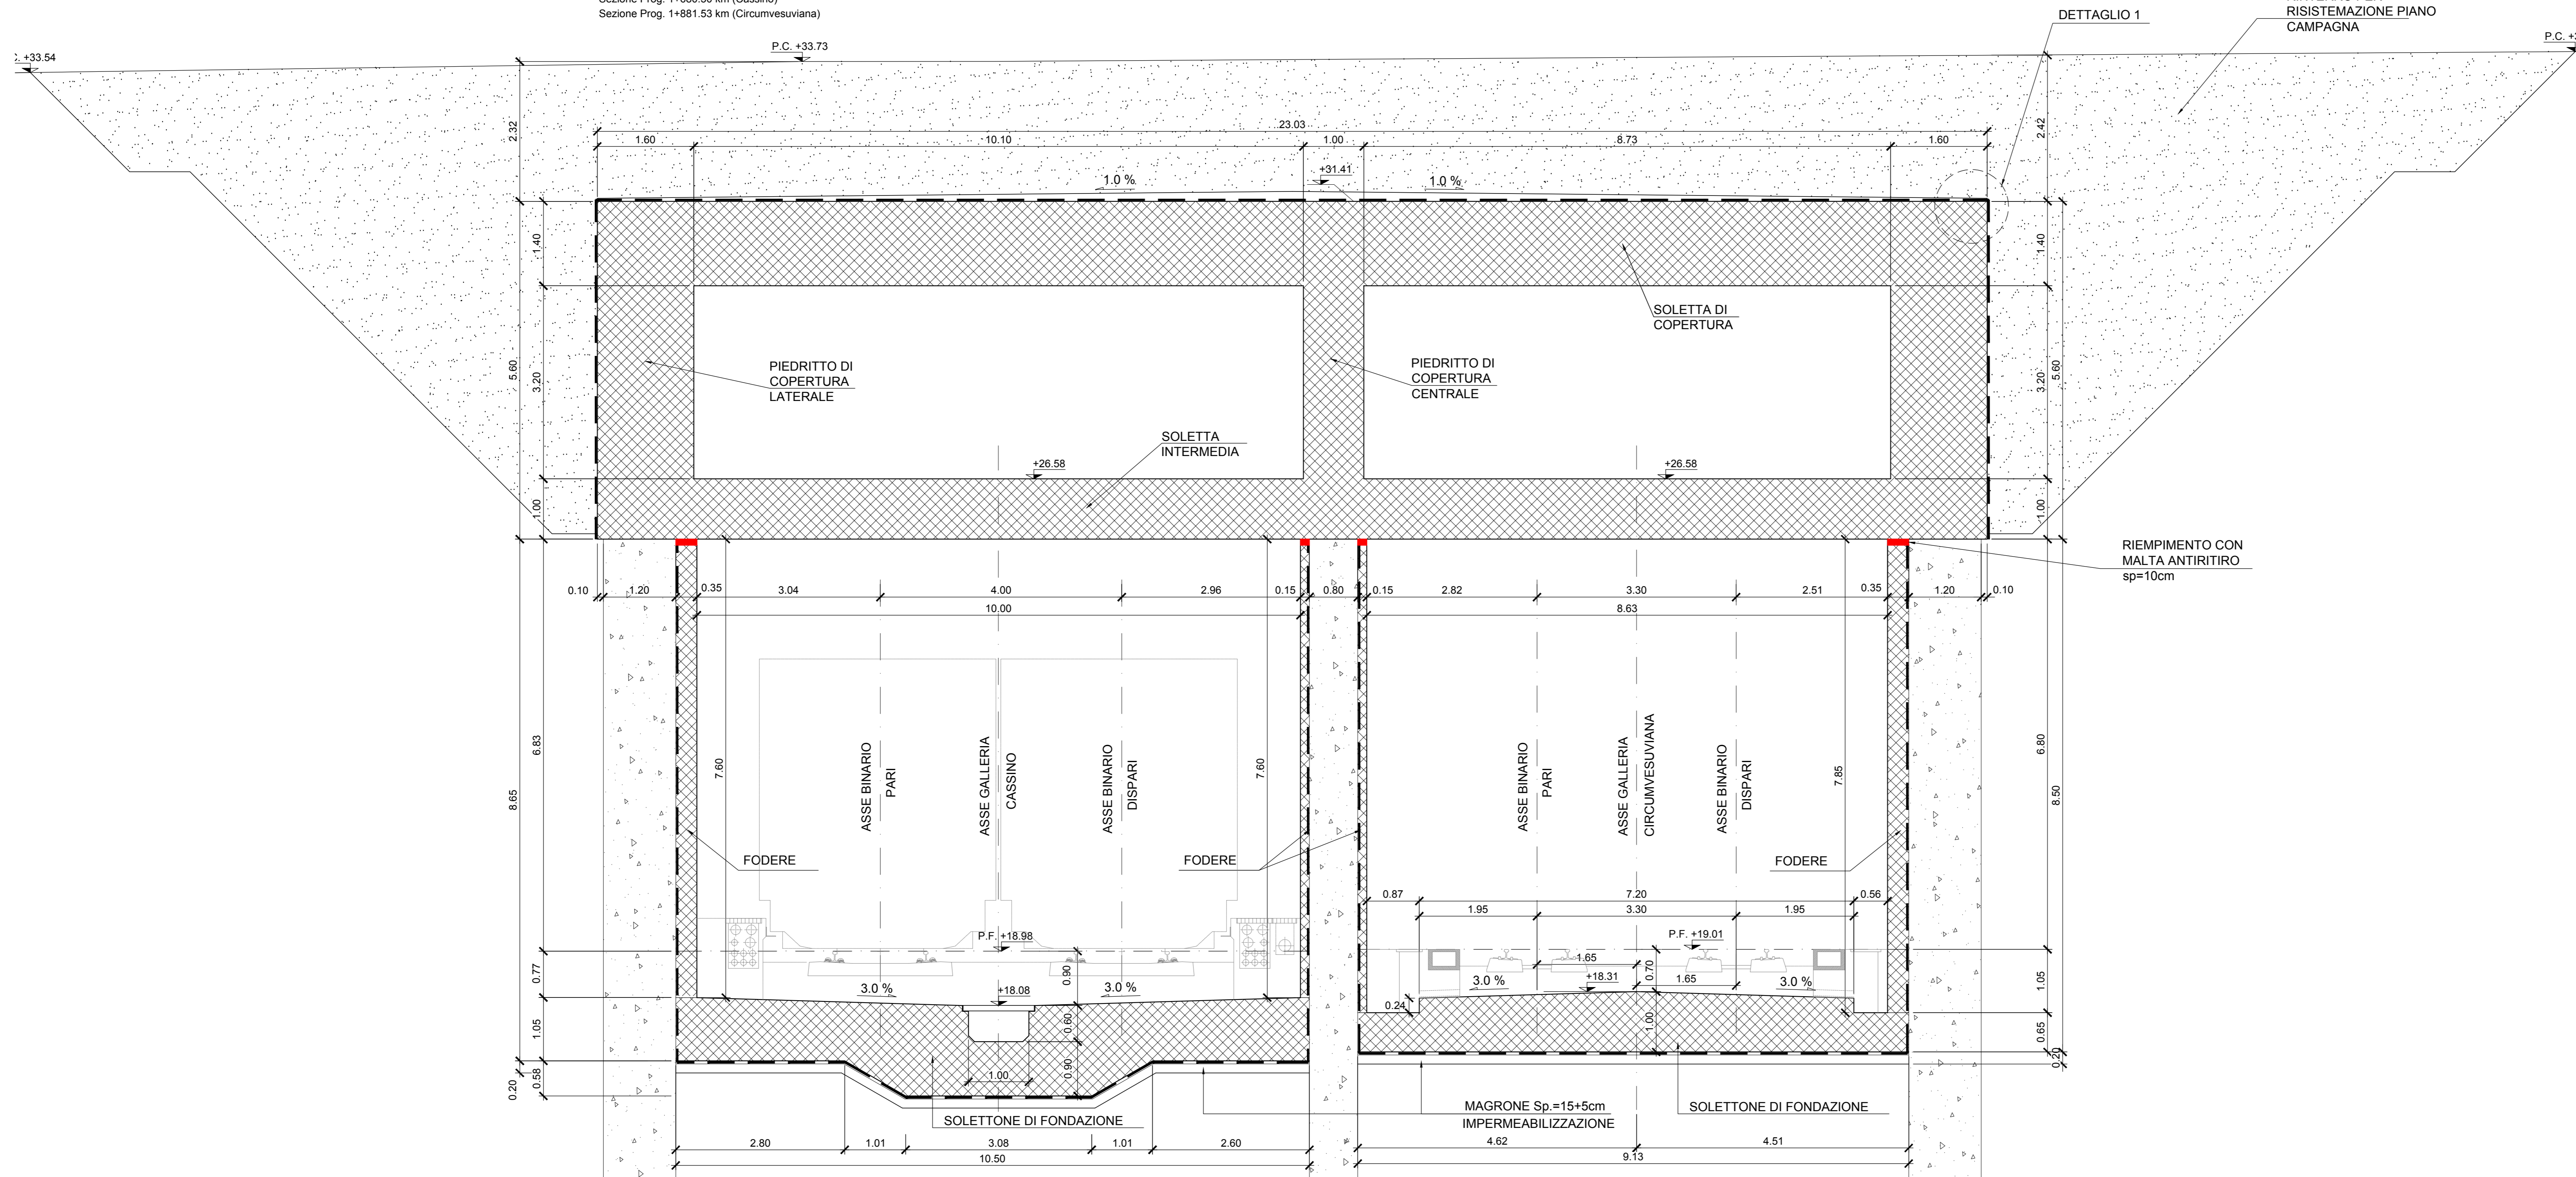 Sezione Prog. 1+881.53 km (Circumvesuviana)
DETTAGLIO 1
RISISTEMAZIONE PIANO
CAMPAGNA
+33.54
P.C. +33.73
2.32
23.03
2.42
1.60
10.10
1.00
8.73
1.60
+31.41
1.0 %
1.0 %
1.40
1.40
SOLETTA DI
COPERTURA
5.60
3.20
PIEDRITTO DI
COPERTURA
LATERALE
PIEDRITTO DI
COPERTURA
CENTRALE
3.20
5.60
SOLETTA
INTERMEDIA
+26.58
+26.58
1.00
1.00
RIEMPIMENTO CON
MALTA ANTIRITIRO
sp=10cm
0.10
1.20
0.35
3.04
4.00
2.96
0.15
0.80
0.15
2.82
3.30
2.51
0.35
1.20
0.10
10.00
8.63
6.83
8.65
7.60
ASSE BINARIO
PARI
ASSE GALLERIA
CASSINO
ASSE BINARIO
DISPARI
7.60
ASSE BINARIO
PARI
ASSE GALLERIA
CIRCUMVESUVIANA
ASSE BINARIO
DISPARI
7.85
6.80
8.50
FODERE
FODERE
FODERE
0.87
7.20
0.56
1.95
3.30
1.95
P.F. +18.98
P.F. +19.01
0.77
0.90
1.65
0.70
1.05
3.0 %
+18.08
3.0 %
3.0 %
+18.31
1.65
3.0 %
0.24
1.05
0.60
1.00
0.65
0.20
0.58
1.00
0.90
0.20
SOLETTONE DI FONDAZIONE
MAGRONE Sp.=15+5cm
IMPERMEABILIZZAZIONE
SOLETTONE DI FONDAZIONE
2.80
1.01
3.08
1.01
2.60
4.62
4.51
10.50
9.13